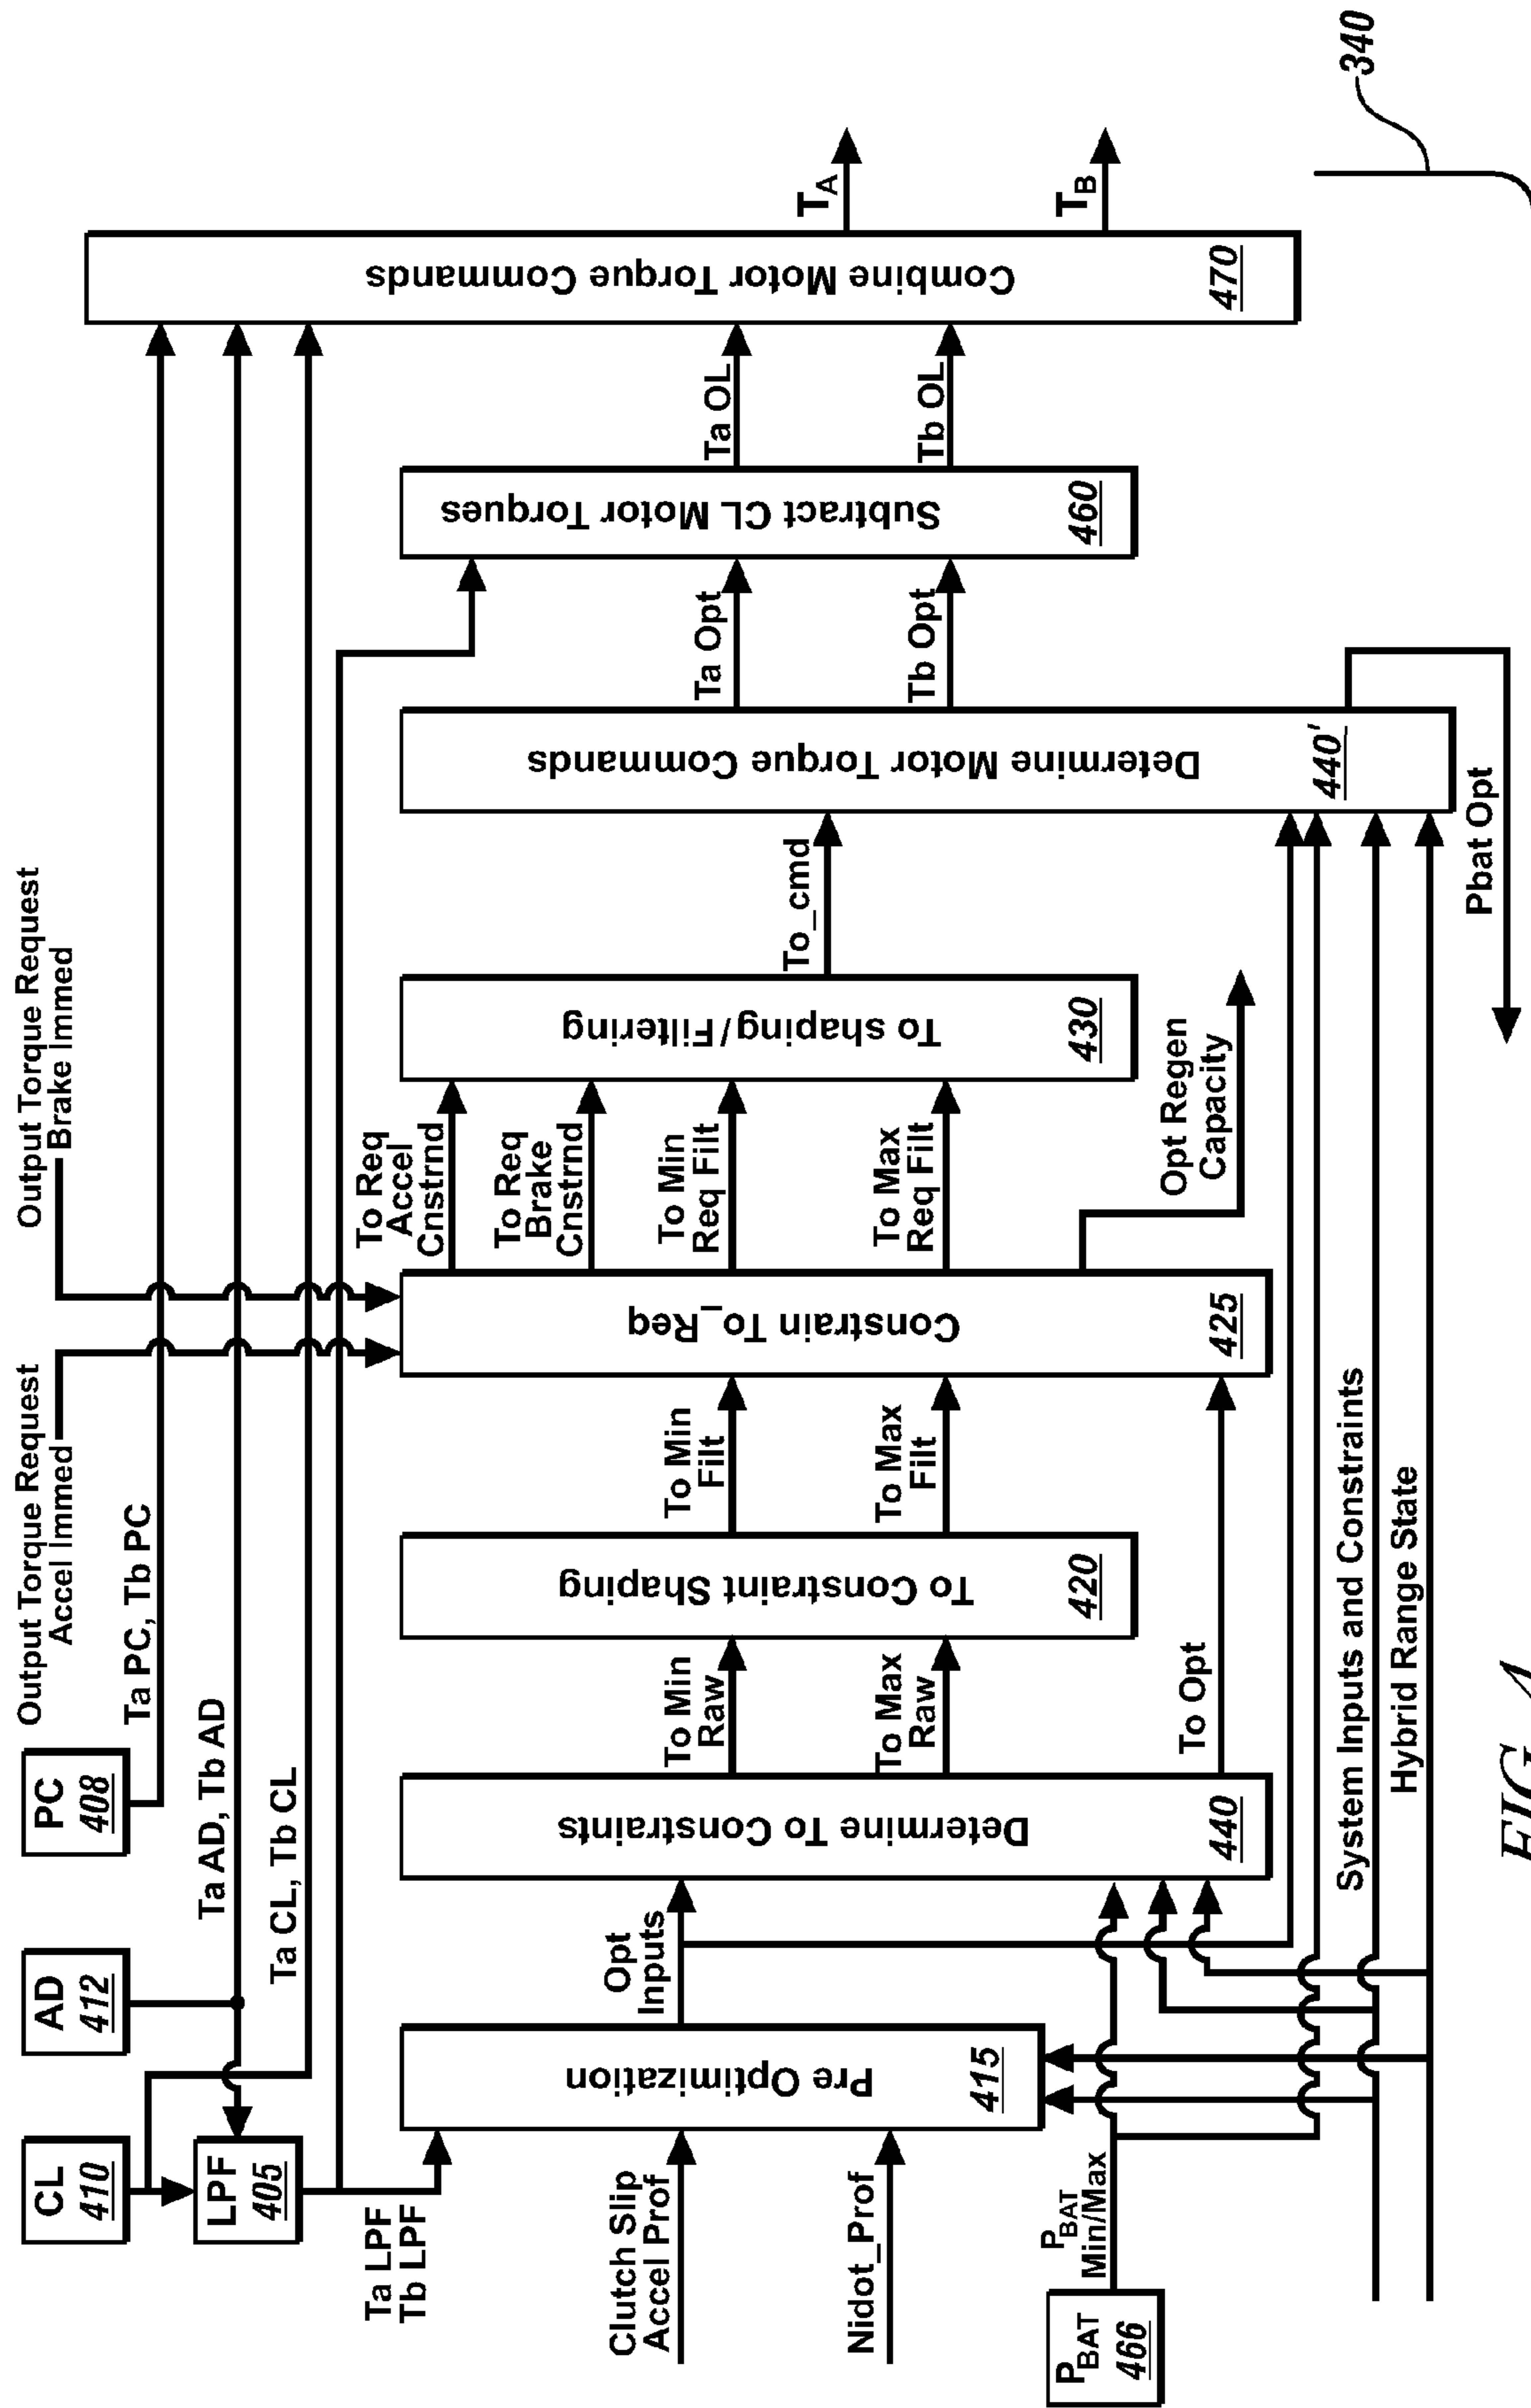 CL
410
AD
412
PC
408
LPF
405
Output Torque Request
Accel Immed
Output Torque Request
Brake Immed
Ta PC, Tb PC
Ta AD, Tb AD
Ta CL, Tb CL
Ta LPF
Tb LPF
Clutch Slip
Accel Prof
Nidot_Prof
PBAT
466
PBAT
Min/Max
Pre Optimization
415
Opt
Inputs
Determine To Constraints
440
To Min
Raw
To Max
Raw
To Opt
To Constraint Shaping
420
To Min
Filt
To Max
Filt
Constrain To_Req
425
To Req
Accel
Cnstrnd
To Req
Brake
Cnstrnd
To Min
Req Filt
To Max
Req Filt
Opt Regen
Capacity
To shaping/Filtering
430
To_cmd
Determine Motor Torque Commands
440'
Ta Opt
Tb Opt
Pbat Opt
Subtract CL Motor Torques
460
Ta OL
Tb OL
Combine Motor Torque Commands
470
TA
TB
System Inputs and Constraints
Hybrid Range State
340
FIG. 4